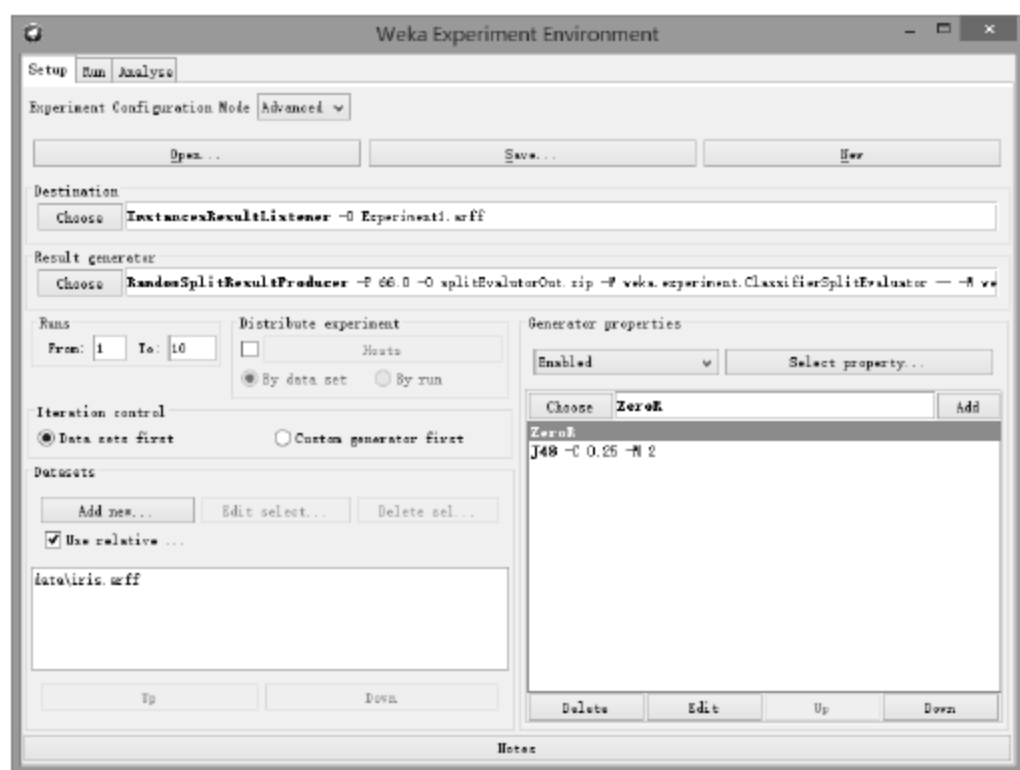 Weka Experiment Environment
Setup Run Analyse
Experiment Configuration Mode Advanced
Open... Save... New
Destination
Choose InstancesResultListener -O Experiment1.arff
Result generator
Choose RandomSplitResultProducer -P 66.0 -O splitEvalutorOut.zip -W weka.experiment.ClassifierSplitEvaluator -- -W we
Runs
From: 1 To: 10
Distribute experiment
Hosts
By data set By run
Generator properties
Enabled Select property...
Choose ZeroR Add
ZeroR
J48 -C 0.25 -M 2
Iteration control
Data sets first Custom generator first
Datasets
Add new... Edit select... Delete sel...
Use relative ...
data\iris.arff
Up Down
Delete Edit Up Down
Notes